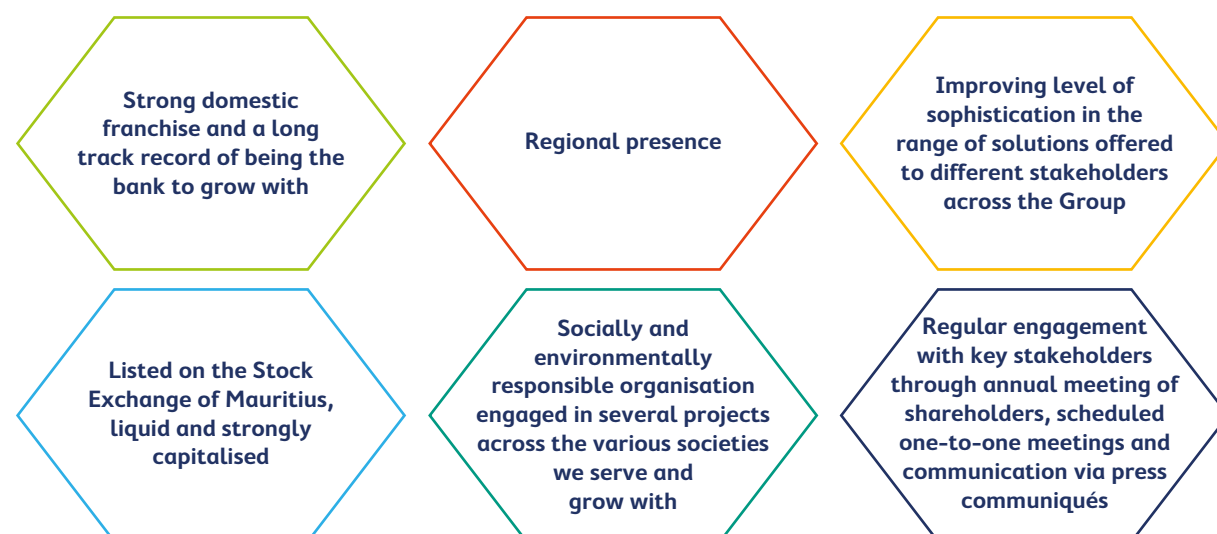 Strong domestic
franchise and a long
track record of being the
bank to grow with
Regional presence
Improving level of
sophistication in the
range of solutions offered
to different stakeholders
across the Group
Listed on the Stock
Exchange of Mauritius,
liquid and strongly
capitalised
Socially and
environmentally
responsible organisation
engaged in several projects
across the various societies
we serve and
grow with
Regular engagement
with key stakeholders
through annual meeting of
shareholders, scheduled
one-to-one meetings and
communication via press
communiqués